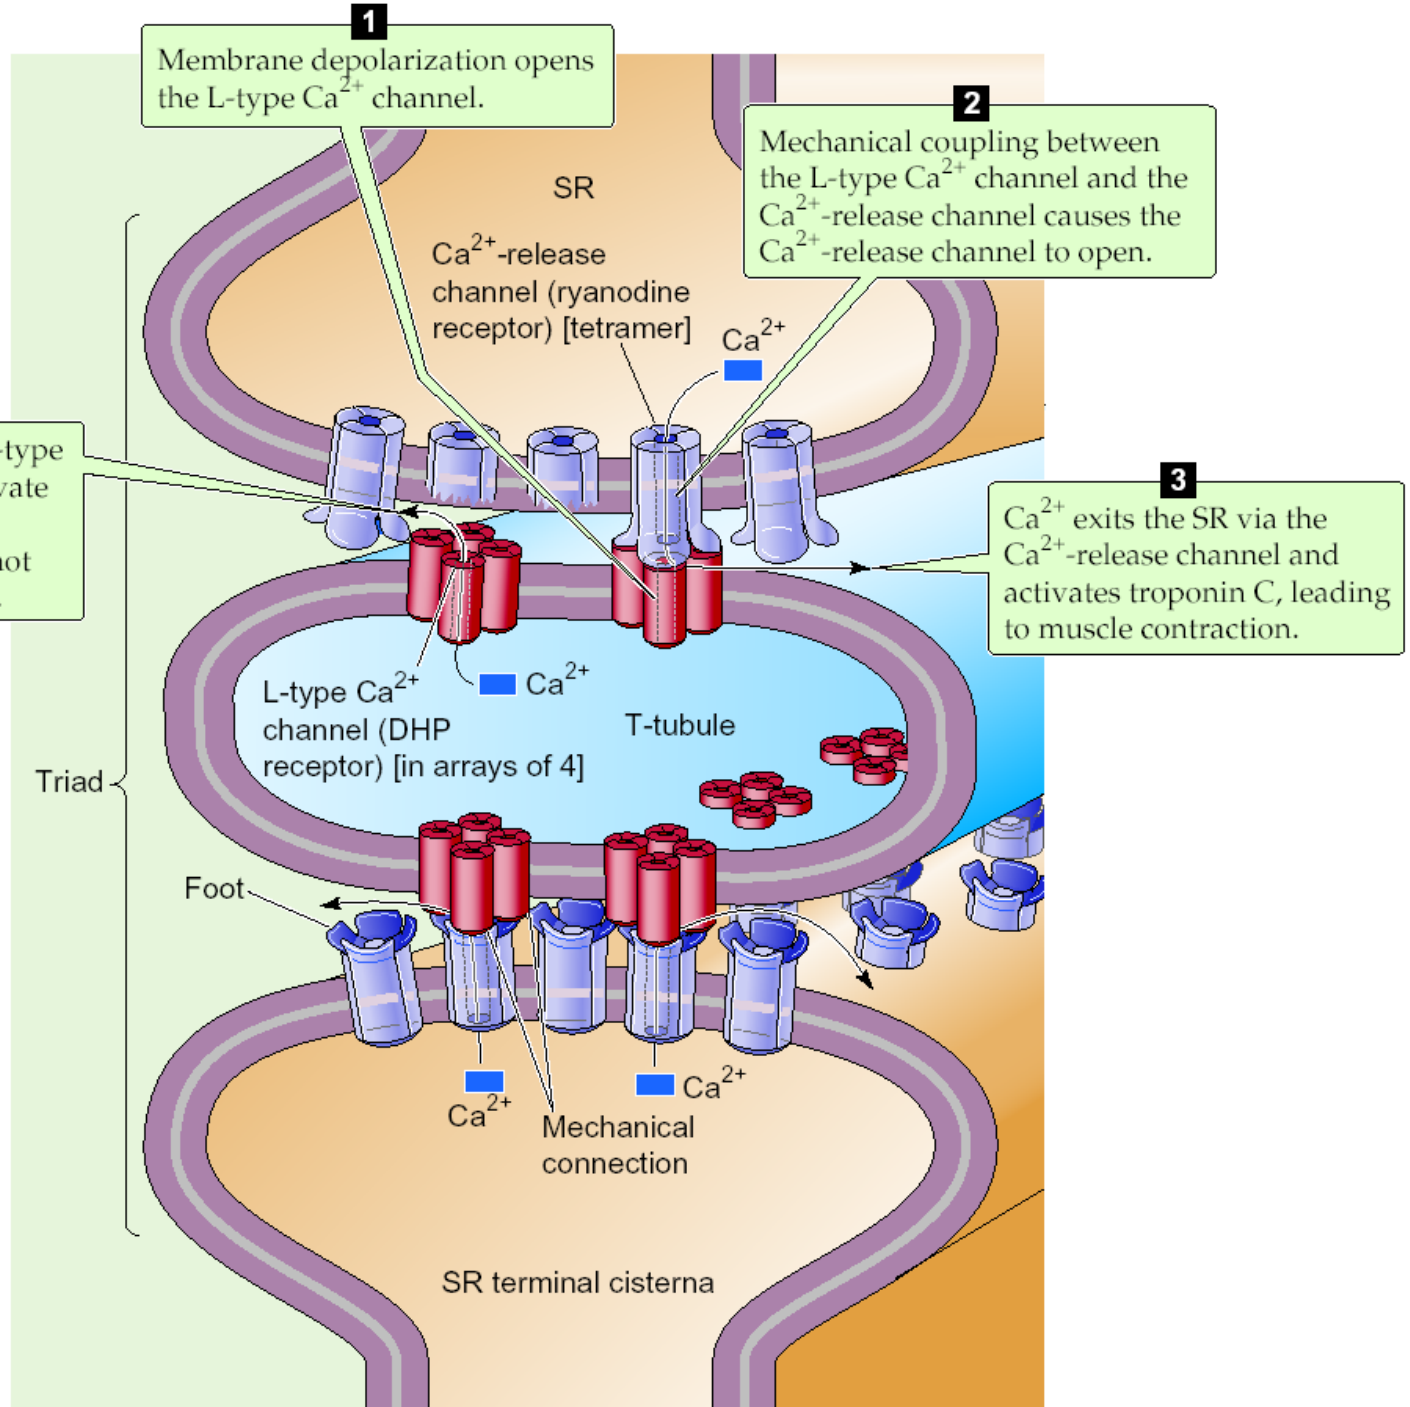 1
Membrane depolarization opens
the L-type Ca²⁺ channel.
2
Mechanical coupling between
the L-type Ca²⁺ channel and the
Ca²⁺-release channel causes the
Ca²⁺-release channel to open.
SR
Ca²⁺-release
channel (ryanodine
receptor) [tetramer]
Ca²⁺
-type
vate
not
3
Ca²⁺ exits the SR via the
Ca²⁺-release channel and
activates troponin C, leading
to muscle contraction.
L-type Ca²⁺
channel (DHP
receptor) [in arrays of 4]
Ca²⁺
T-tubule
Triad
Foot
Ca²⁺
Ca²⁺
Mechanical
connection
SR terminal cisterna